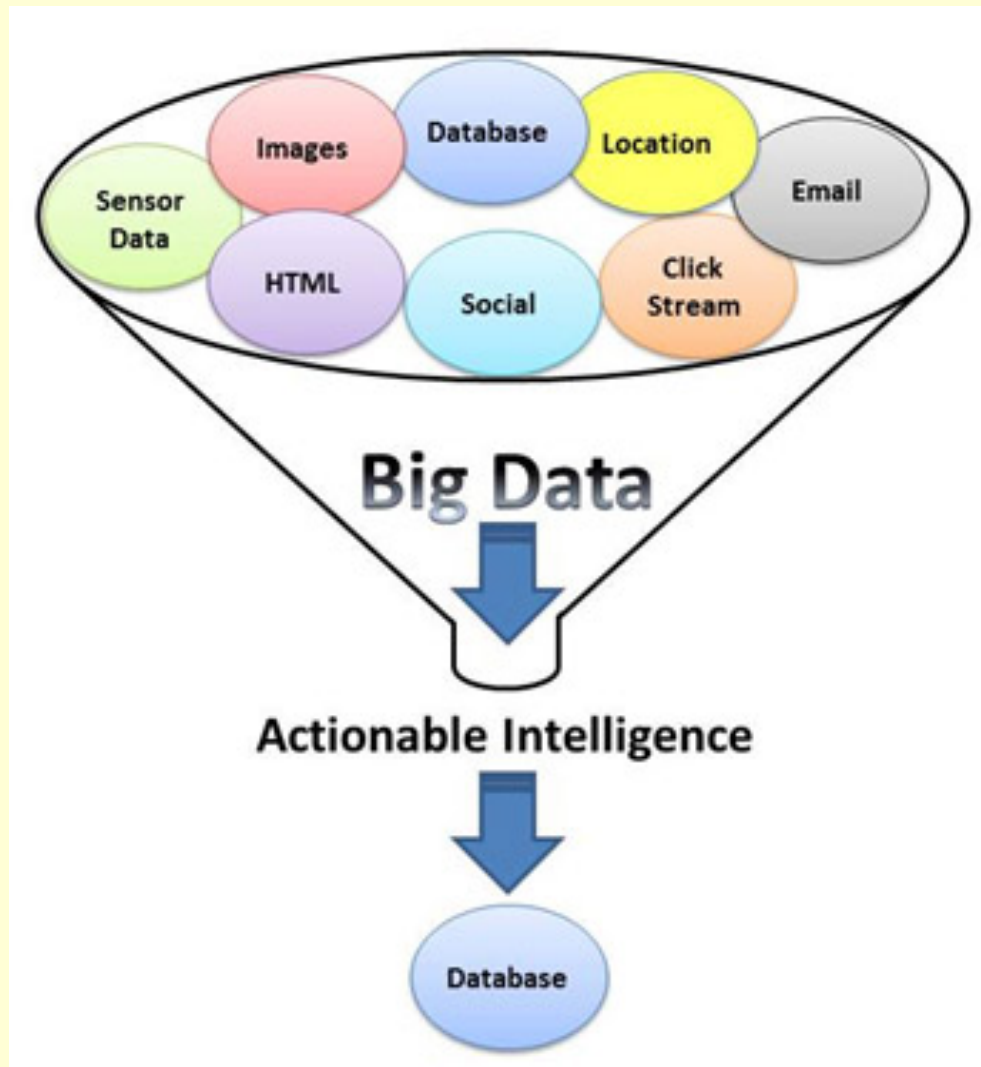 Images
Database
Location
Email
Sensor
Data
HTML
Social
Click
Stream
Big Data
Actionable Intelligence
Database